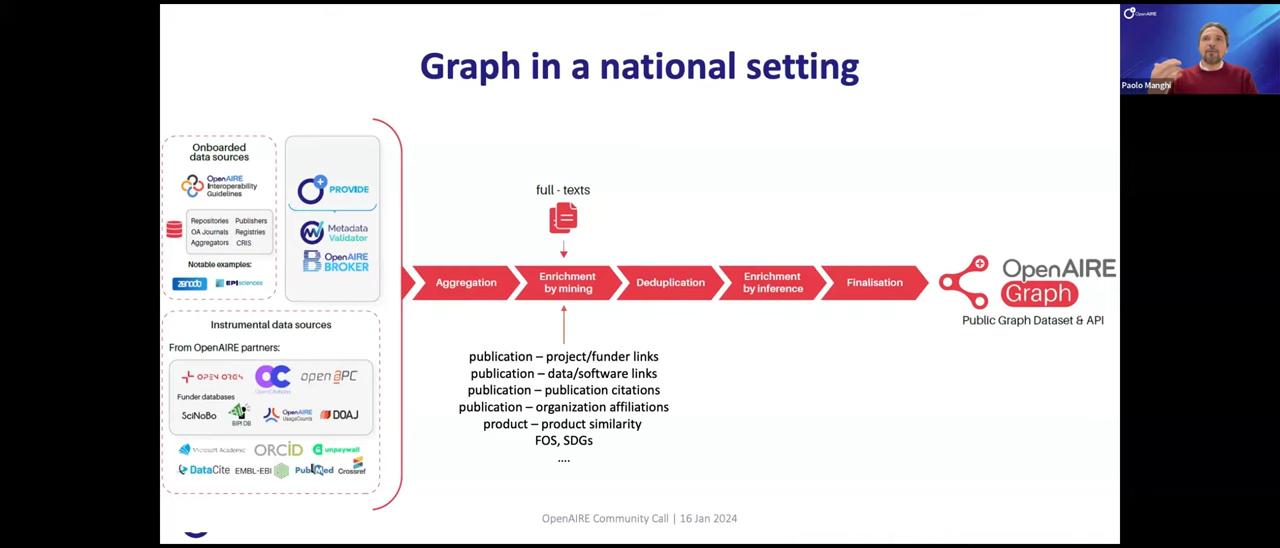 Graph in a national setting
OpenAIRE
Paolo Manghi
Onboarded
data sources
OpenAIRE
Interoperability
Guidelines
Repositories Publishers
OA Journals Registries
Aggregators CRIS
Notable examples:
zenodo EPIsciences
PROVIDE
Metadata
Validator
OpenAIRE
BROKER
Instrumental data sources
From OpenAIRE partners:
OPEN ORGS OpenCitations open APC
Funder databases
SciNoBo BIP! DB OpenAIRE
UsageCounts DOAJ
Microsoft Academic ORCID unpaywall
DataCite EMBL-EBI PubMed Crossref
full - texts
Aggregation
Enrichment
by mining
Deduplication
Enrichment
by inference
Finalisation
publication – project/funder links
publication – data/software links
publication – publication citations
publication – organization affiliations
product – product similarity
FOS, SDGs
....
OpenAIRE
Graph
Public Graph Dataset & API
OpenAIRE Community Call | 16 Jan 2024